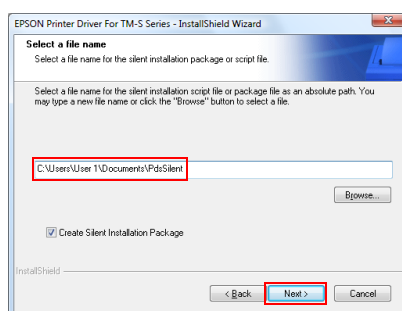 EPSON Printer Driver For TM-S Series - InstallShield Wizard
Select a file name
Select a file name for the silent installation package or script file.
Select a file name for the silent installation script file or package file as an absolute path. You
may type a new file name or click the "Browse" button to select a file.
C:\Users\User 1\Documents\PdsSilent
Browse...
Create Silent Installation Package
InstallShield
< Back Next > Cancel